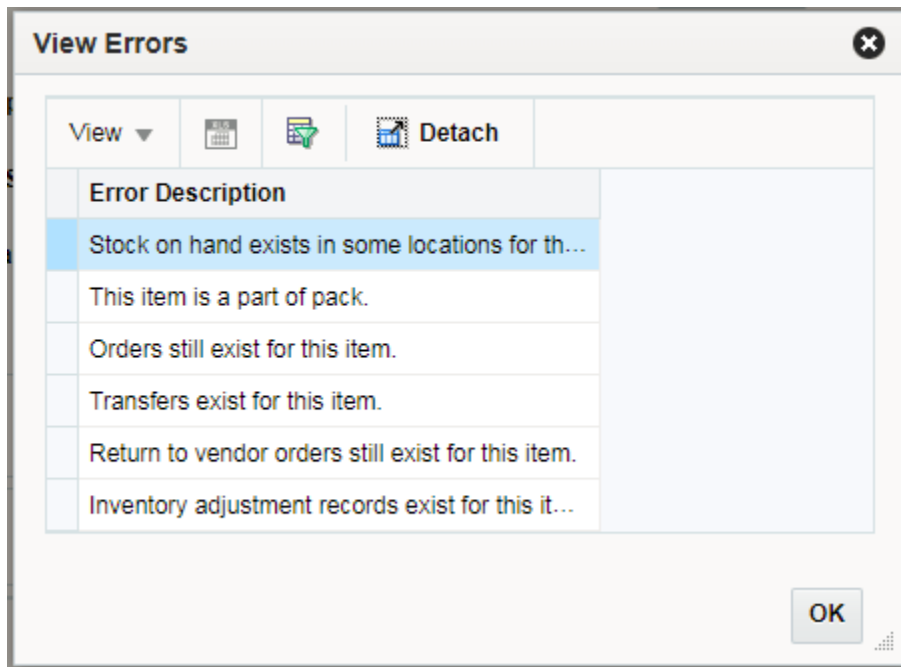 View Errors
View
Detach
Error Description
Stock on hand exists in some locations for th...
This item is a part of pack.
Orders still exist for this item.
Transfers exist for this item.
Return to vendor orders still exist for this item.
Inventory adjustment records exist for this it...
OK